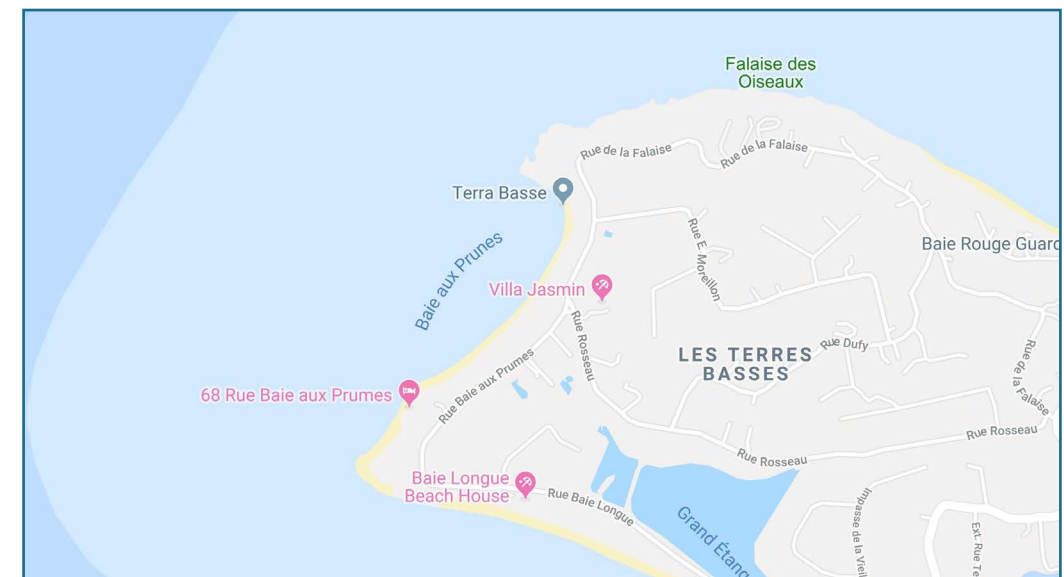 Falaise des
Oiseaux
Rue de la Falaise
Rue de la Falaise
Terra Basse
Rue E. Moreillon
Baie Rouge Guard
Baie aux Prunes
Villa Jasmin
Rue Rosseau
LES TERRES
BASSES
Rue Dufy
Rue de la Falaise
68 Rue Baie aux Prumes
Rue Baie aux Prumes
Rue Rosseau
Rue Rosseau
Baie Longue
Beach House
Rue Baie Longue
Grand Étang
Impasse de la Vieil
Ext. Rue Te